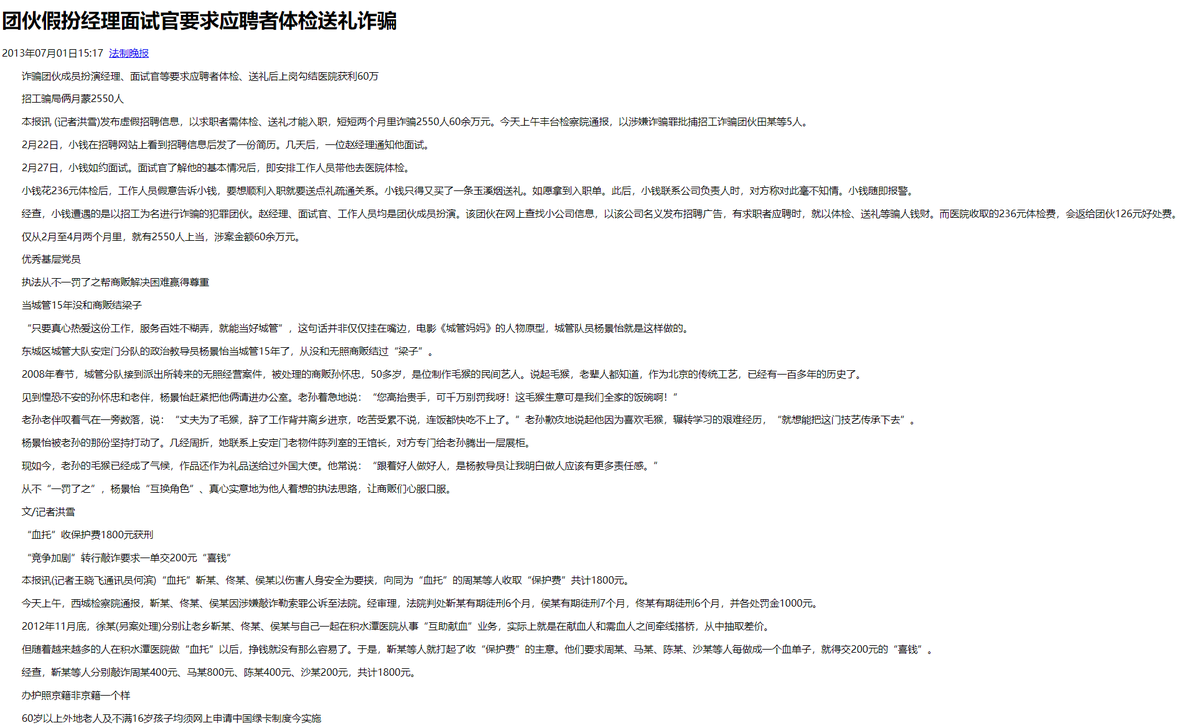 团伙假扮经理面试官要求应聘者体检送礼诈骗
2013年07月01日15:17 法制晚报
诈骗团伙成员扮演经理、面试官等要求应聘者体检、送礼后上岗勾结医院获利60万
招工骗局俩月蒙2550人
本报讯 (记者洪雪)发布虚假招聘信息，以求职者需体检、送礼才能入职，短短两个月里诈骗2550人60余万元。今天上午丰台检察院通报，以涉嫌诈骗罪批捕招工诈骗团伙田某等5人。
2月22日，小钱在招聘网站上看到招聘信息后发了一份简历。几天后，一位赵经理通知他面试。
2月27日，小钱如约面试。面试官了解他的基本情况后，即安排工作人员带他去医院体检。
小钱花236元体检后，工作人员假意告诉小钱，要想顺利入职就要送点礼疏通关系。小钱只得又买了一条玉溪烟送礼。如愿拿到入职单。此后，小钱联系公司负责人时，对方称对此毫不知情。小钱随即报警。
经查，小钱遭遇的是以招工为名进行诈骗的犯罪团伙。赵经理、面试官、工作人员均是团伙成员扮演。该团伙在网上查找小公司信息，以该公司名义发布招聘广告，有求职者应聘时，就以体检、送礼等骗人钱财。而医院收取的236元体检费，会返给团伙126元好处费。
仅从2月至4月两个月里，就有2550人上当，涉案金额60余万元。
优秀基层党员
执法从不一罚了之帮商贩解决困难赢得尊重
当城管15年没和商贩结梁子
“只要真心热爱这份工作，服务百姓不糊弄，就能当好城管”，这句话并非仅仅挂在嘴边，电影《城管妈妈》的人物原型，城管队员杨景怡就是这样做的。
东城区城管大队安定门分队的政治教导员杨景怡当城管15年了，从没和无照商贩结过“梁子”。
2008年春节，城管分队接到派出所转来的无照经营案件，被处理的商贩孙怀忠，50多岁，是位制作毛猴的民间艺人。说起毛猴，老辈人都知道，作为北京的传统工艺，已经有一百多年的历史了。
见到惶恐不安的孙怀忠和老伴，杨景怡赶紧把他俩请进办公室。老孙着急地说：“您高抬贵手，可千万别罚我呀！这毛猴生意可是我们全家的饭碗啊！”
老孙老伴叹着气在一旁数落，说：“丈夫为了毛猴，辞了工作背井离乡进京，吃苦受累不说，连饭都快吃不上了。”老孙歉疚地说起他因为喜欢毛猴，辗转学习的艰难经历，“就想能把这门技艺传承下去”。
杨景怡被老孙的那份坚持打动了。几经周折，她联系上安定门老物件陈列室的王馆长，对方专门给老孙腾出一层展柜。
现如今，老孙的毛猴已经成了气候，作品还作为礼品送给过外国大使。他常说：“跟着好人做好人，是杨教导员让我明白做人应该有更多责任感。”
从不“一罚了之”，杨景怡“互换角色”、真心实意地为他人着想的执法思路，让商贩们心服口服。
文/记者洪雪
“血托”收保护费1800元获刑
“竞争加剧”转行敲诈要求一单交200元“喜钱”
本报讯(记者王晓飞通讯员何滨)“血托”靳某、佟某、侯某以伤害人身安全为要挟，向同为“血托”的周某等人收取“保护费”共计1800元。
今天上午，西城检察院通报，靳某、佟某、侯某因涉嫌敲诈勒索罪公诉至法院。经审理，法院判处靳某有期徒刑6个月，侯某有期徒刑7个月，佟某有期徒刑6个月，并各处罚金1000元。
2012年11月底，徐某(另案处理)分别让老乡靳某、佟某、侯某与自己一起在积水潭医院从事“互助献血”业务，实际上就是在献血人和需血人之间牵线搭桥，从中抽取差价。
但随着越来越多的人在积水潭医院做“血托”以后，挣钱就没有那么容易了。于是，靳某等人就打起了收“保护费”的主意。他们要求周某、马某、陈某、沙某等人每做成一个血单子，就得交200元的“喜钱”。
经查，靳某等人分别敲诈周某400元、马某800元、陈某400元、沙某200元，共计1800元。
办护照京籍非京籍一个样
60岁以上外地老人及不满16岁孩子均须网上申请中国绿卡制度今实施